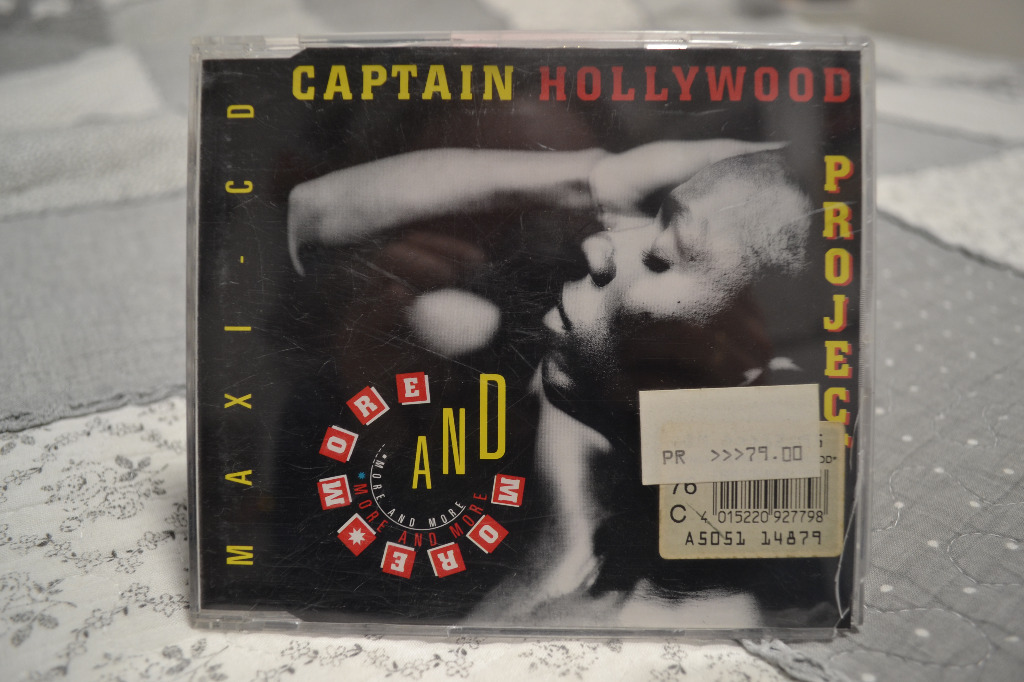 CAPTAIN HOLLYWOOD
PROJEC
MAXI-CD
MORE
AND
MORE
*MORE AND MORE
*MORE AND MORE
PR >>>79.00
76
C 4 015220 927798
A5051 14879